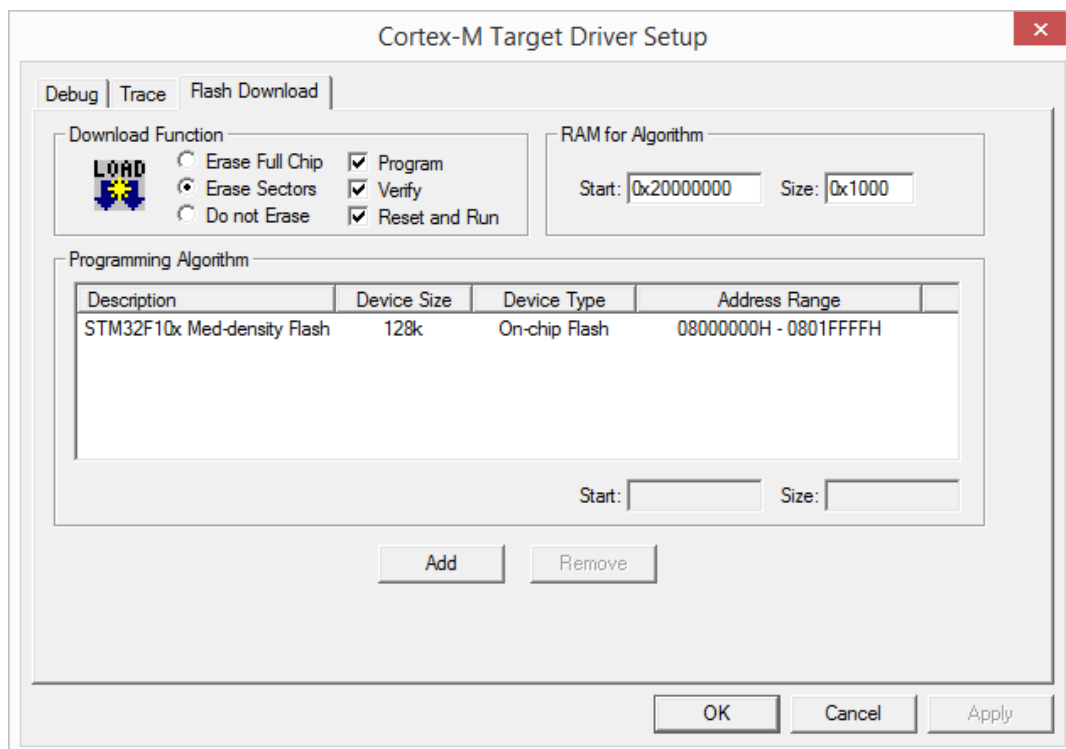 Cortex-M Target Driver Setup
Debug Trace Flash Download
Download Function
LOAD
Erase Full Chip
Program
Erase Sectors
Verify
Do not Erase
Reset and Run
RAM for Algorithm
Start: 0x20000000 Size: 0x1000
Programming Algorithm
Description Device Size Device Type Address Range
STM32F10x Med-density Flash 128k On-chip Flash 08000000H - 0801FFFFH
Start: Size:
Add Remove
OK Cancel Apply